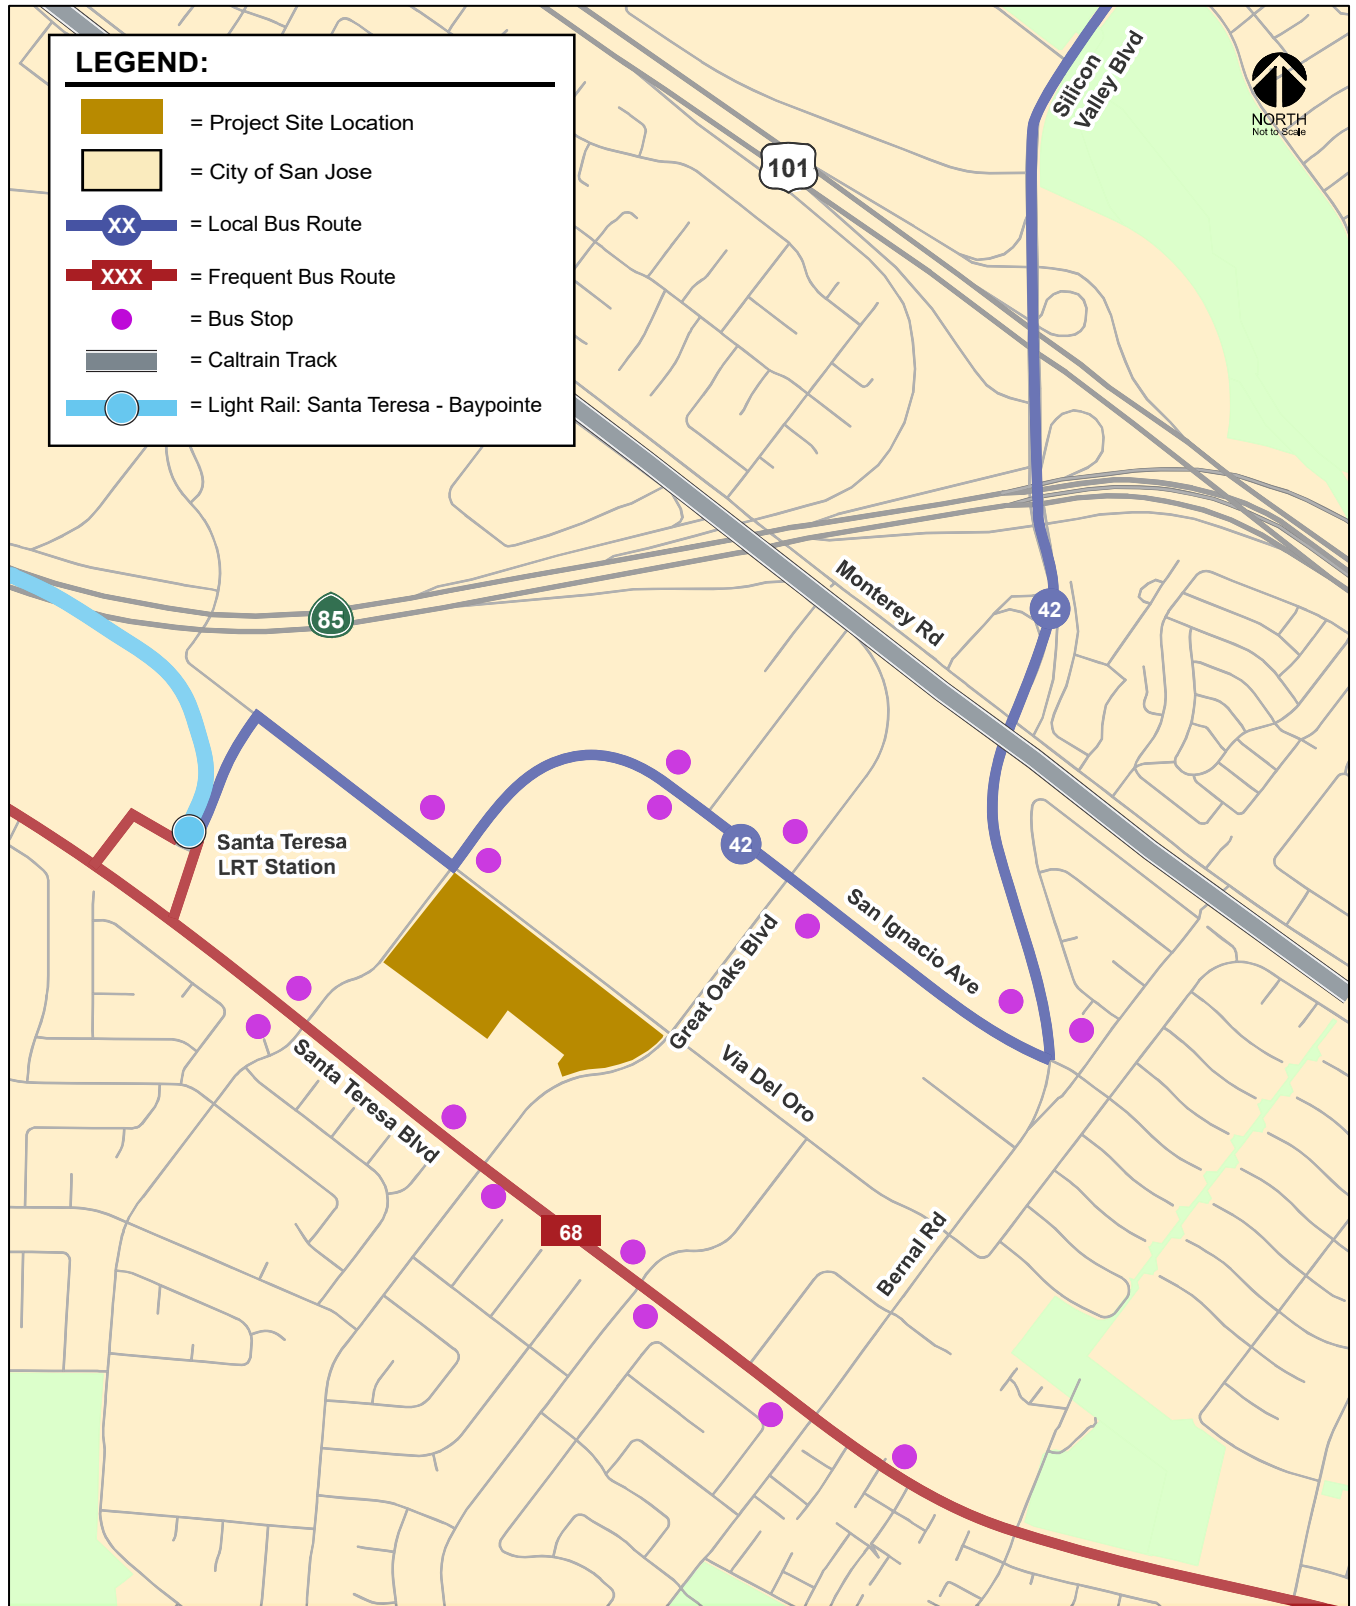 LEGEND:
= Project Site Location
= City of San Jose
XX
= Local Bus Route
XXX
= Frequent Bus Route
= Bus Stop
= Caltrain Track
= Light Rail: Santa Teresa - Baypointe
Silicon
Valley Blvd
NORTH
Not to Scale
101
Monterey Rd
42
85
Santa Teresa
LRT Station
42
San Ignacio Ave
Great Oaks Blvd
Via Del Oro
Santa Teresa Blvd
68
Bernal Rd